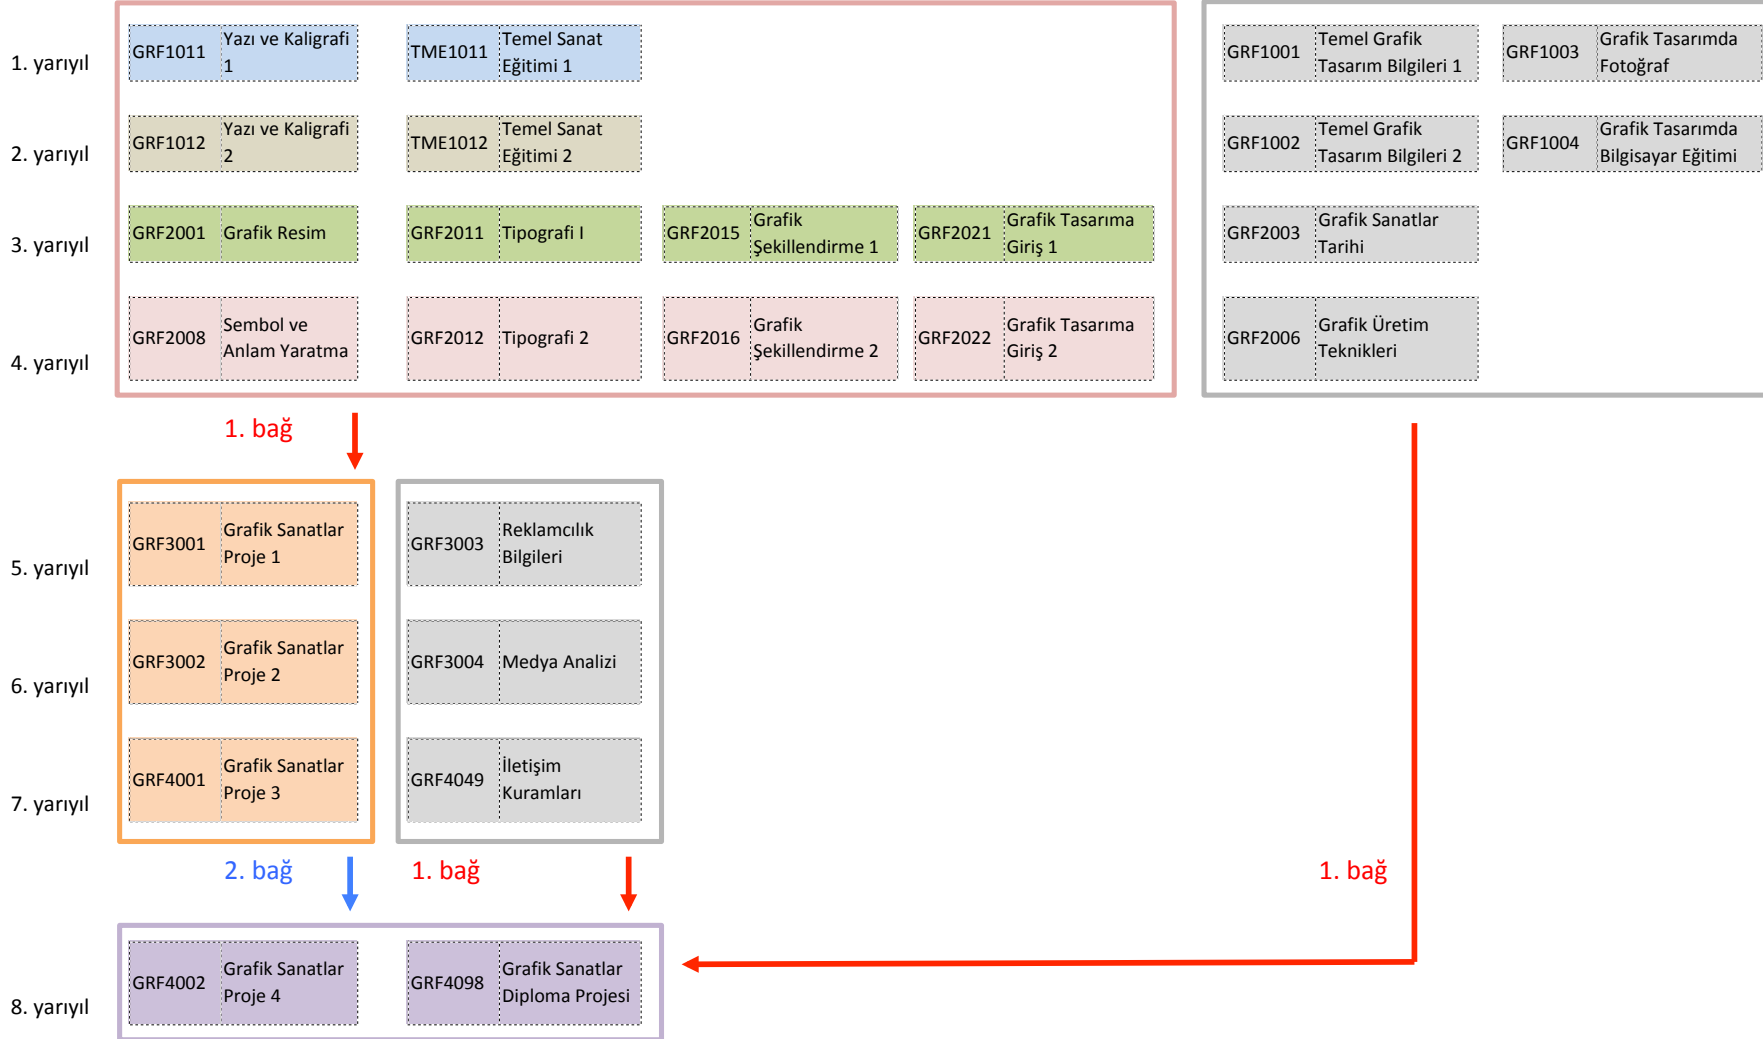 1. yarıyıl
GRF1011
Yazı ve Kaligrafi
1
TME1011
Temel Sanat
Eğitimi 1
GRF1001
Temel Grafik
Tasarım Bilgileri 1
GRF1003
Grafik Tasarımda
Fotoğraf
2. yarıyıl
GRF1012
Yazı ve Kaligrafi
2
TME1012
Temel Sanat
Eğitimi 2
GRF1002
Temel Grafik
Tasarım Bilgileri 2
GRF1004
Grafik Tasarımda
Bilgisayar Eğitimi
3. yarıyıl
GRF2001
Grafik Resim
GRF2011
Tipografi I
GRF2015
Grafik
Şekillendirme 1
GRF2021
Grafik Tasarıma
Giriş 1
GRF2003
Grafik Sanatlar
Tarihi
4. yarıyıl
GRF2008
Sembol ve
Anlam Yaratma
GRF2012
Tipografi 2
GRF2016
Grafik
Şekillendirme 2
GRF2022
Grafik Tasarıma
Giriş 2
GRF2006
Grafik Üretim
Teknikleri
1. bağ
5. yarıyıl
GRF3001
Grafik Sanatlar
Proje 1
GRF3003
Reklamcılık
Bilgileri
6. yarıyıl
GRF3002
Grafik Sanatlar
Proje 2
GRF3004
Medya Analizi
7. yarıyıl
GRF4001
Grafik Sanatlar
Proje 3
GRF4049
İletişim
Kuramları
2. bağ
1. bağ
1. bağ
8. yarıyıl
GRF4002
Grafik Sanatlar
Proje 4
GRF4098
Grafik Sanatlar
Diploma Projesi